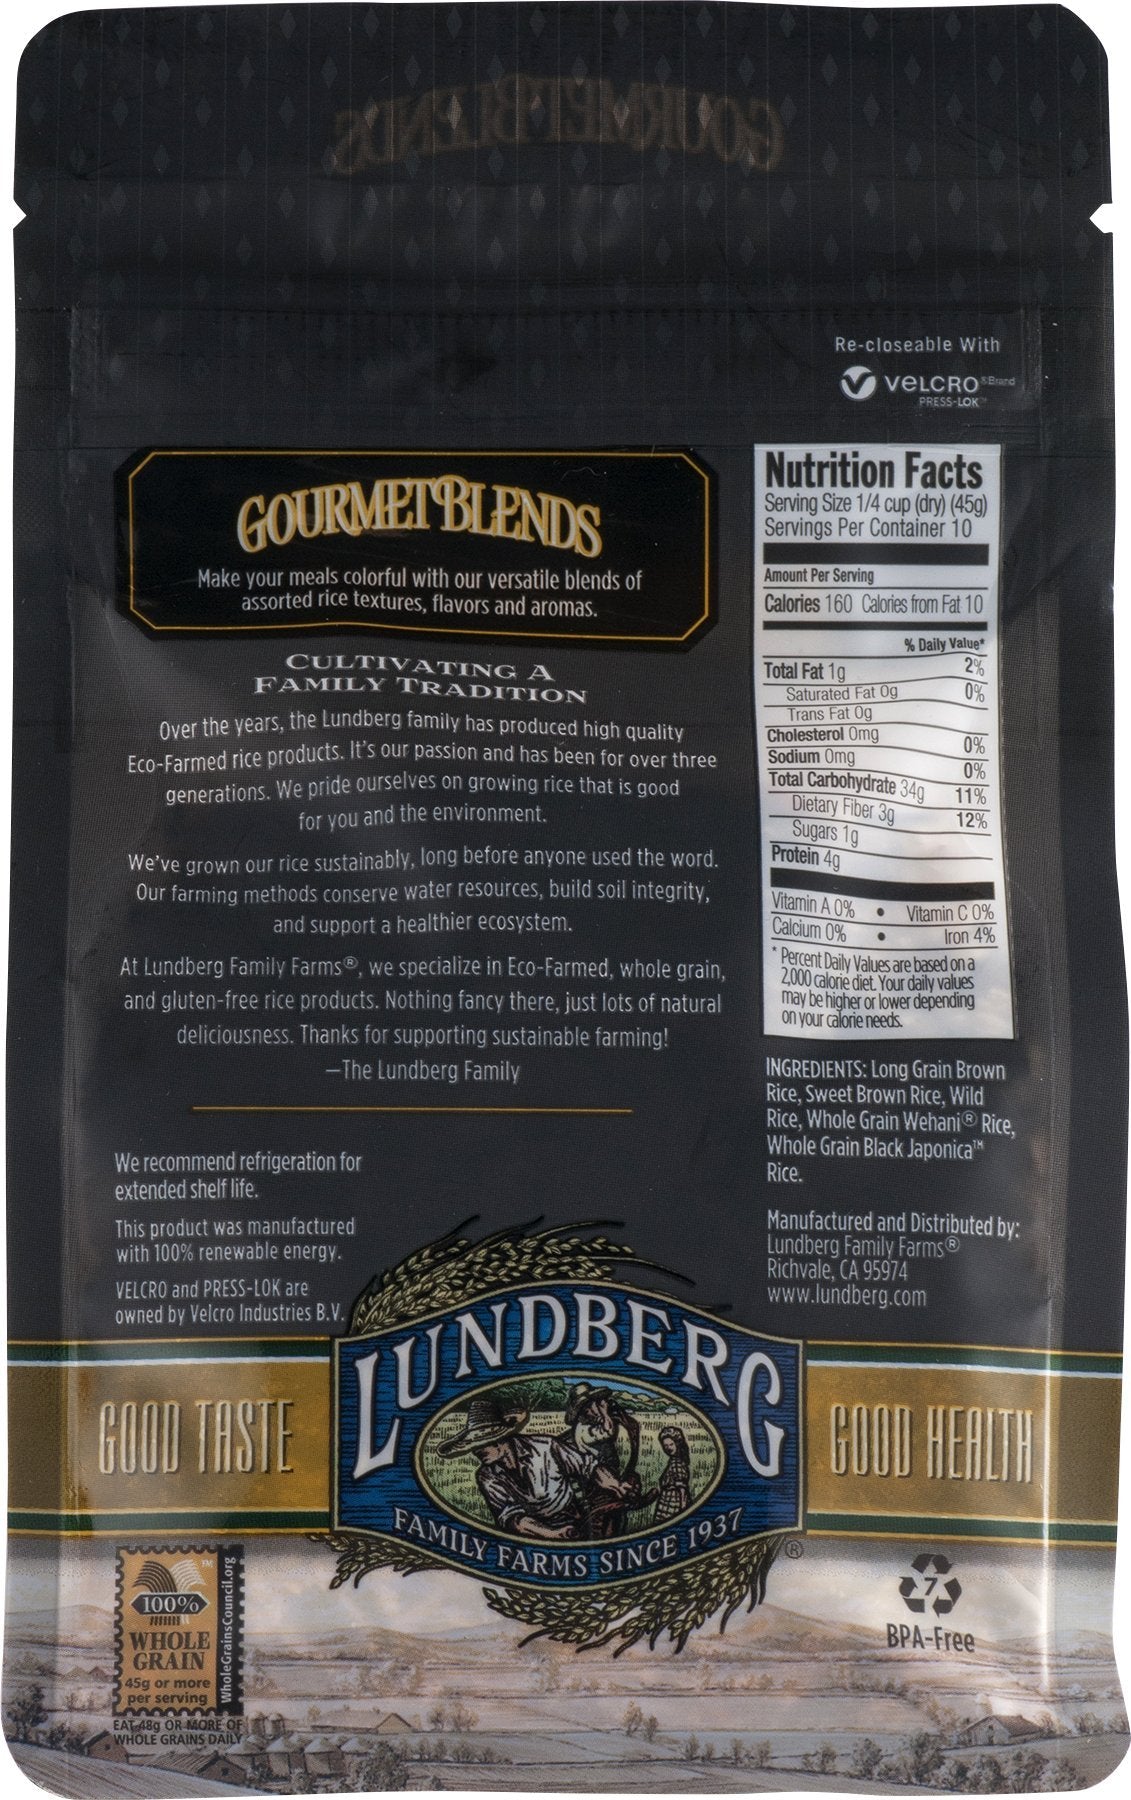 GOURMET BLENDS
Re-closeable With
VELCRO ® Brand
PRESS-LOK™
GOURMET BLENDS
Make your meals colorful with our versatile blends of
assorted rice textures, flavors and aromas.
CULTIVATING A
FAMILY TRADITION
Over the years, the Lundberg family has produced high quality
Eco-Farmed rice products. It's our passion and has been for over three
generations. We pride ourselves on growing rice that is good
for you and the environment.
We've grown our rice sustainably, long before anyone used the word.
Our farming methods conserve water resources, build soil integrity,
and support a healthier ecosystem.
At Lundberg Family Farms®, we specialize in Eco-Farmed, whole grain,
and gluten-free rice products. Nothing fancy there, just lots of natural
deliciousness. Thanks for supporting sustainable farming!
—The Lundberg Family
We recommend refrigeration for
extended shelf life.
This product was manufactured
with 100% renewable energy.
VELCRO and PRESS-LOK are
owned by Velcro Industries B.V.
Nutrition Facts
Serving Size 1/4 cup (dry) (45g)
Servings Per Container 10
Amount Per Serving
Calories 160 Calories from Fat 10
% Daily Value*
Total Fat 1g 2%
Saturated Fat 0g 0%
Trans Fat 0g
Cholesterol 0mg 0%
Sodium 0mg 0%
Total Carbohydrate 34g 11%
Dietary Fiber 3g 12%
Sugars 1g
Protein 4g
Vitamin A 0% • Vitamin C 0%
Calcium 0% • Iron 4%
* Percent Daily Values are based on a
2,000 calorie diet. Your daily values
may be higher or lower depending
on your calorie needs.
INGREDIENTS: Long Grain Brown
Rice, Sweet Brown Rice, Wild
Rice, Whole Grain Wehani® Rice,
Whole Grain Black Japonica™
Rice.
Manufactured and Distributed by:
Lundberg Family Farms®
Richvale, CA 95974
www.lundberg.com
GOOD TASTE
LUNDBERG
FAMILY FARMS SINCE 1937
®
GOOD HEALTH
™
100%
WHOLE
GRAIN
45g or more
per serving
WholeGrainsCouncil.org
EAT 48g OR MORE OF
WHOLE GRAINS DAILY
7
BPA-Free